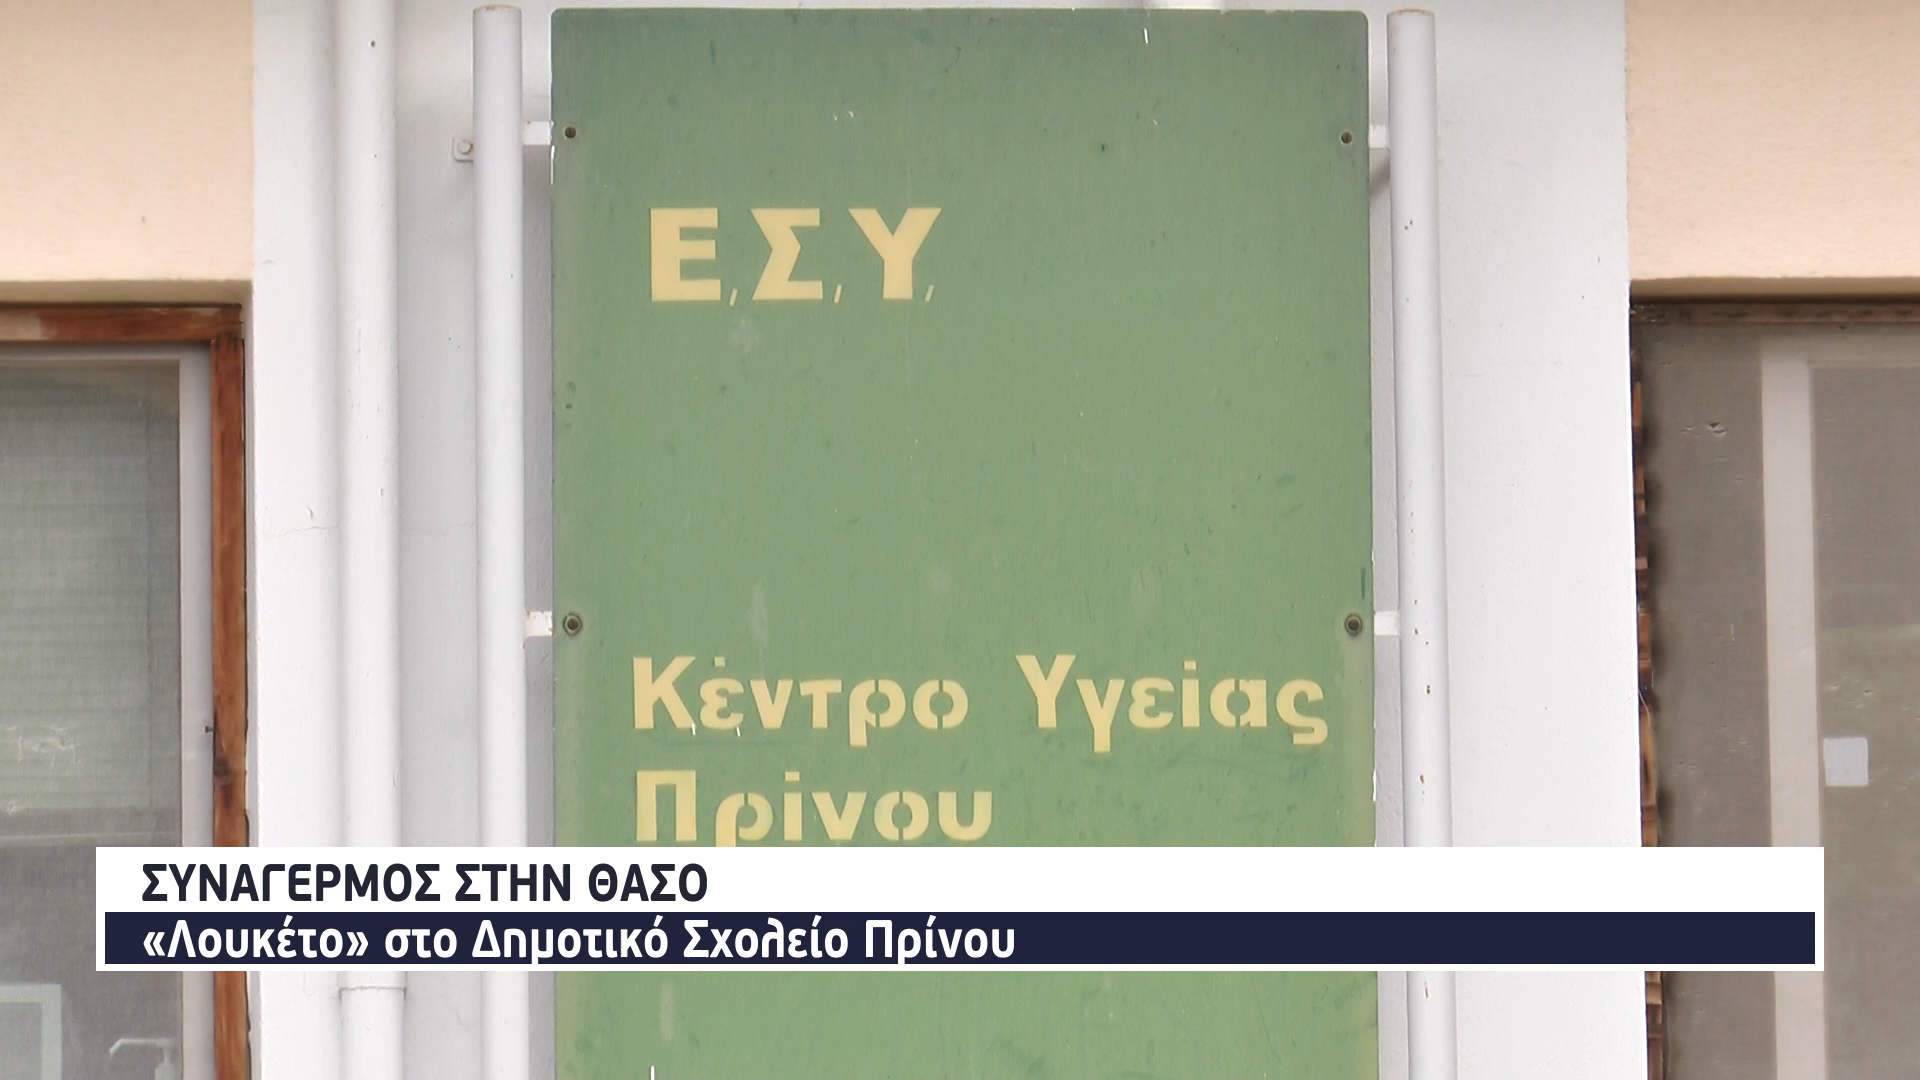 Ε,Σ,Υ,
Κέντρο Υγείας
Πρίνου
ΣΥΝΑΓΕΡΜΟΣ ΣΤΗΝ ΘΑΣΟ
«Λουκέτο» στο Δημοτικό Σχολείο Πρίνου